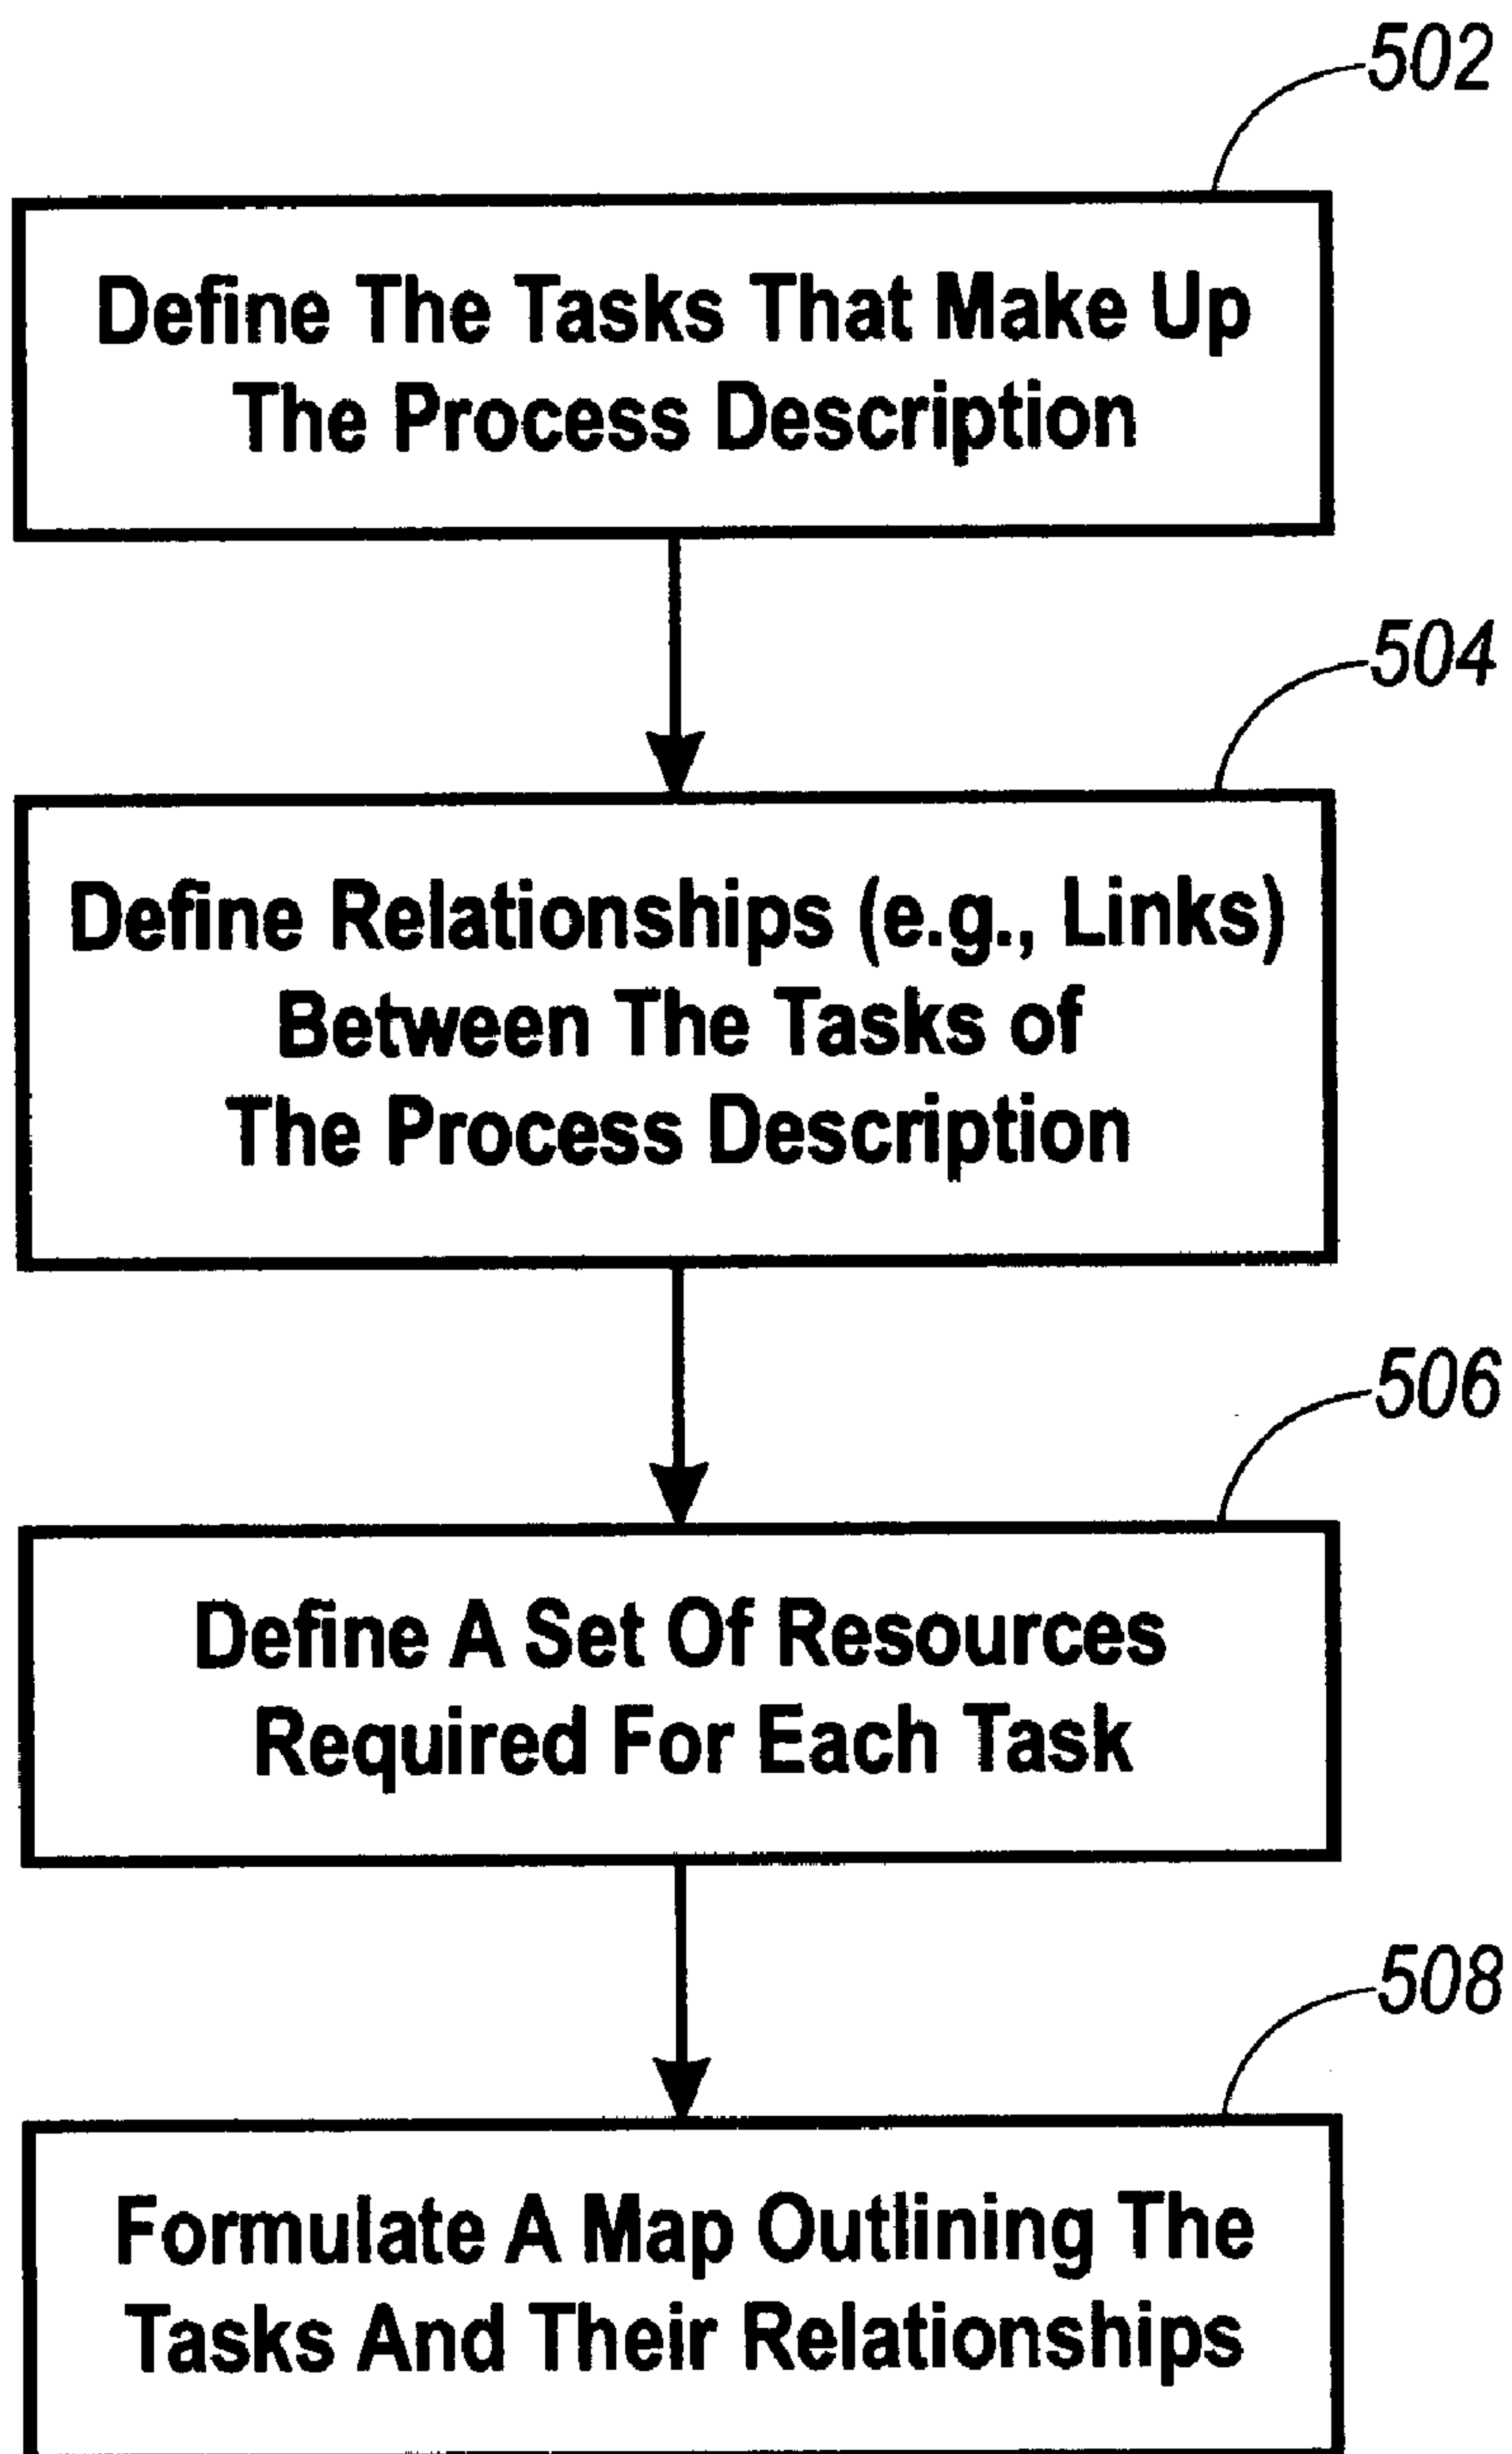 502
Define The Tasks That Make Up
The Process Description
504
Define Relationships (e.g., Links)
Between The Tasks of
The Process Description
506
Define A Set Of Resources
Required For Each Task
508
Formulate A Map Outlining The
Tasks And Their Relationships